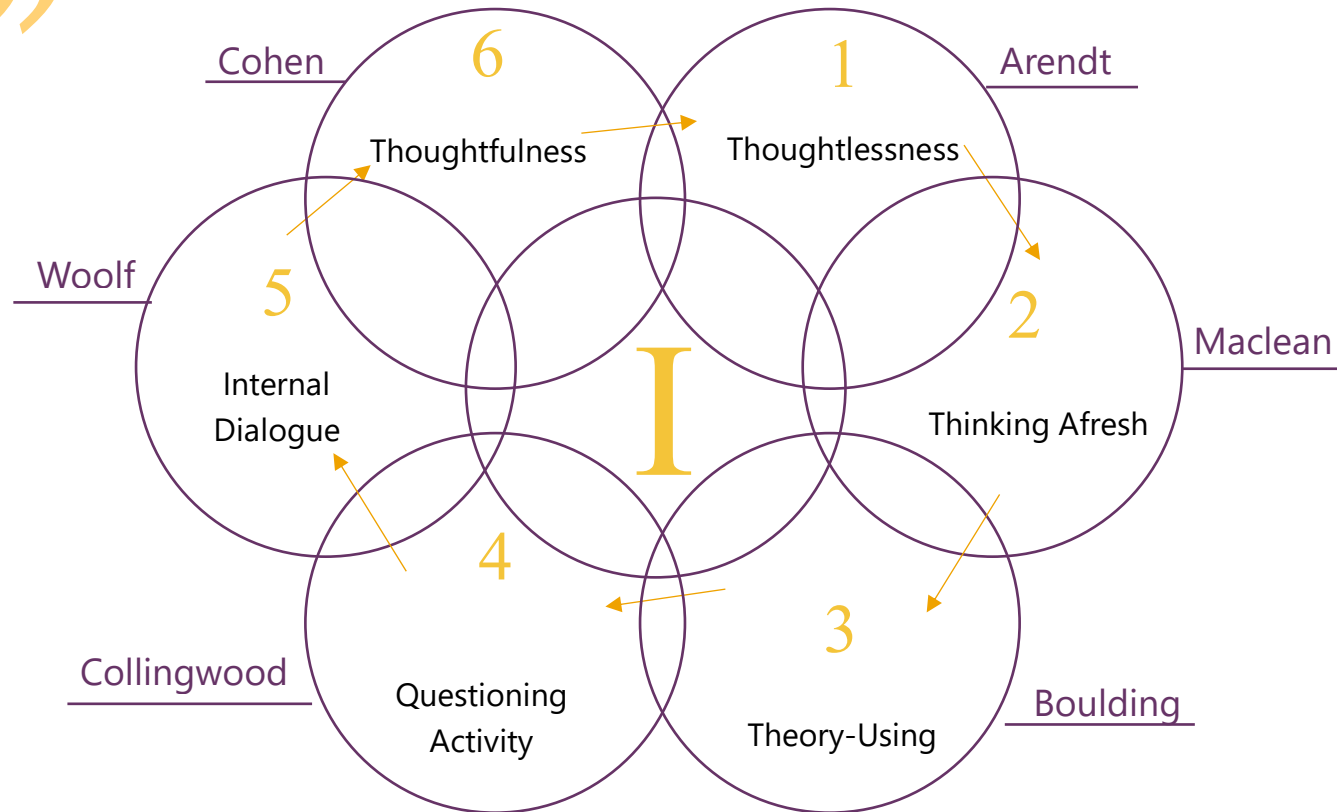 6
1
Cohen
Arendt
Thoughtfulness
Thoughtlessness
Woolf
5
2
Maclean
I
Internal
Dialogue
Thinking Afresh
4
3
Collingwood
Questioning
Activity
Boulding
Theory-Using